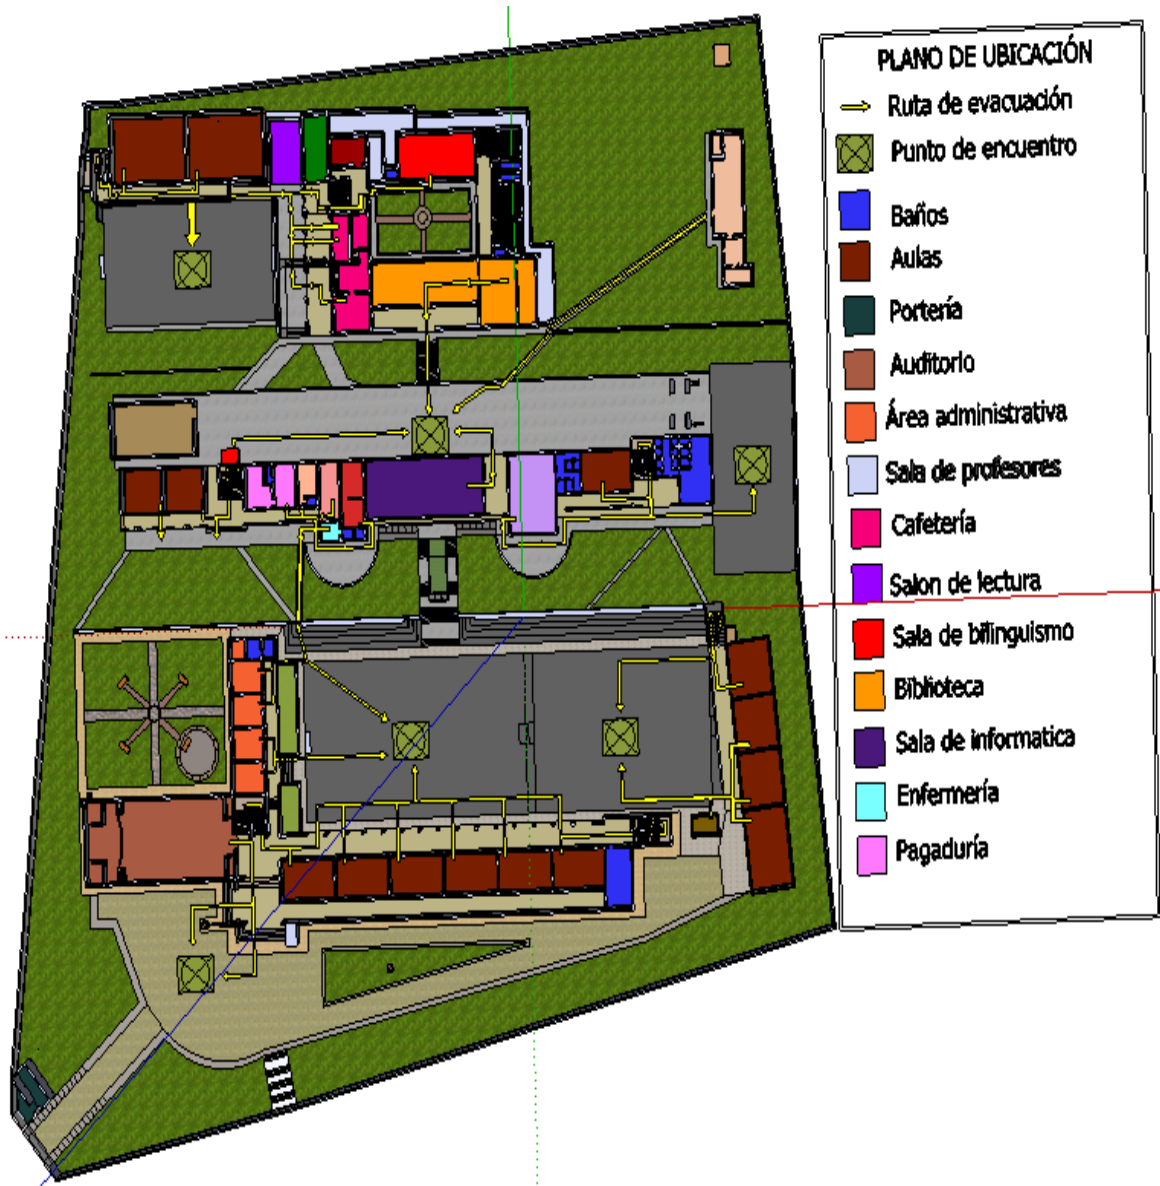 PLANO DE UBICACIÓN
Ruta de evacuación
Punto de encuentro
Baños
Aulas
Portería
Auditorio
Área administrativa
Sala de profesores
Cafetería
Salon de lectura
Sala de bilinguismo
Biblioteca
Sala de informatica
Enfermería
Pagaduría